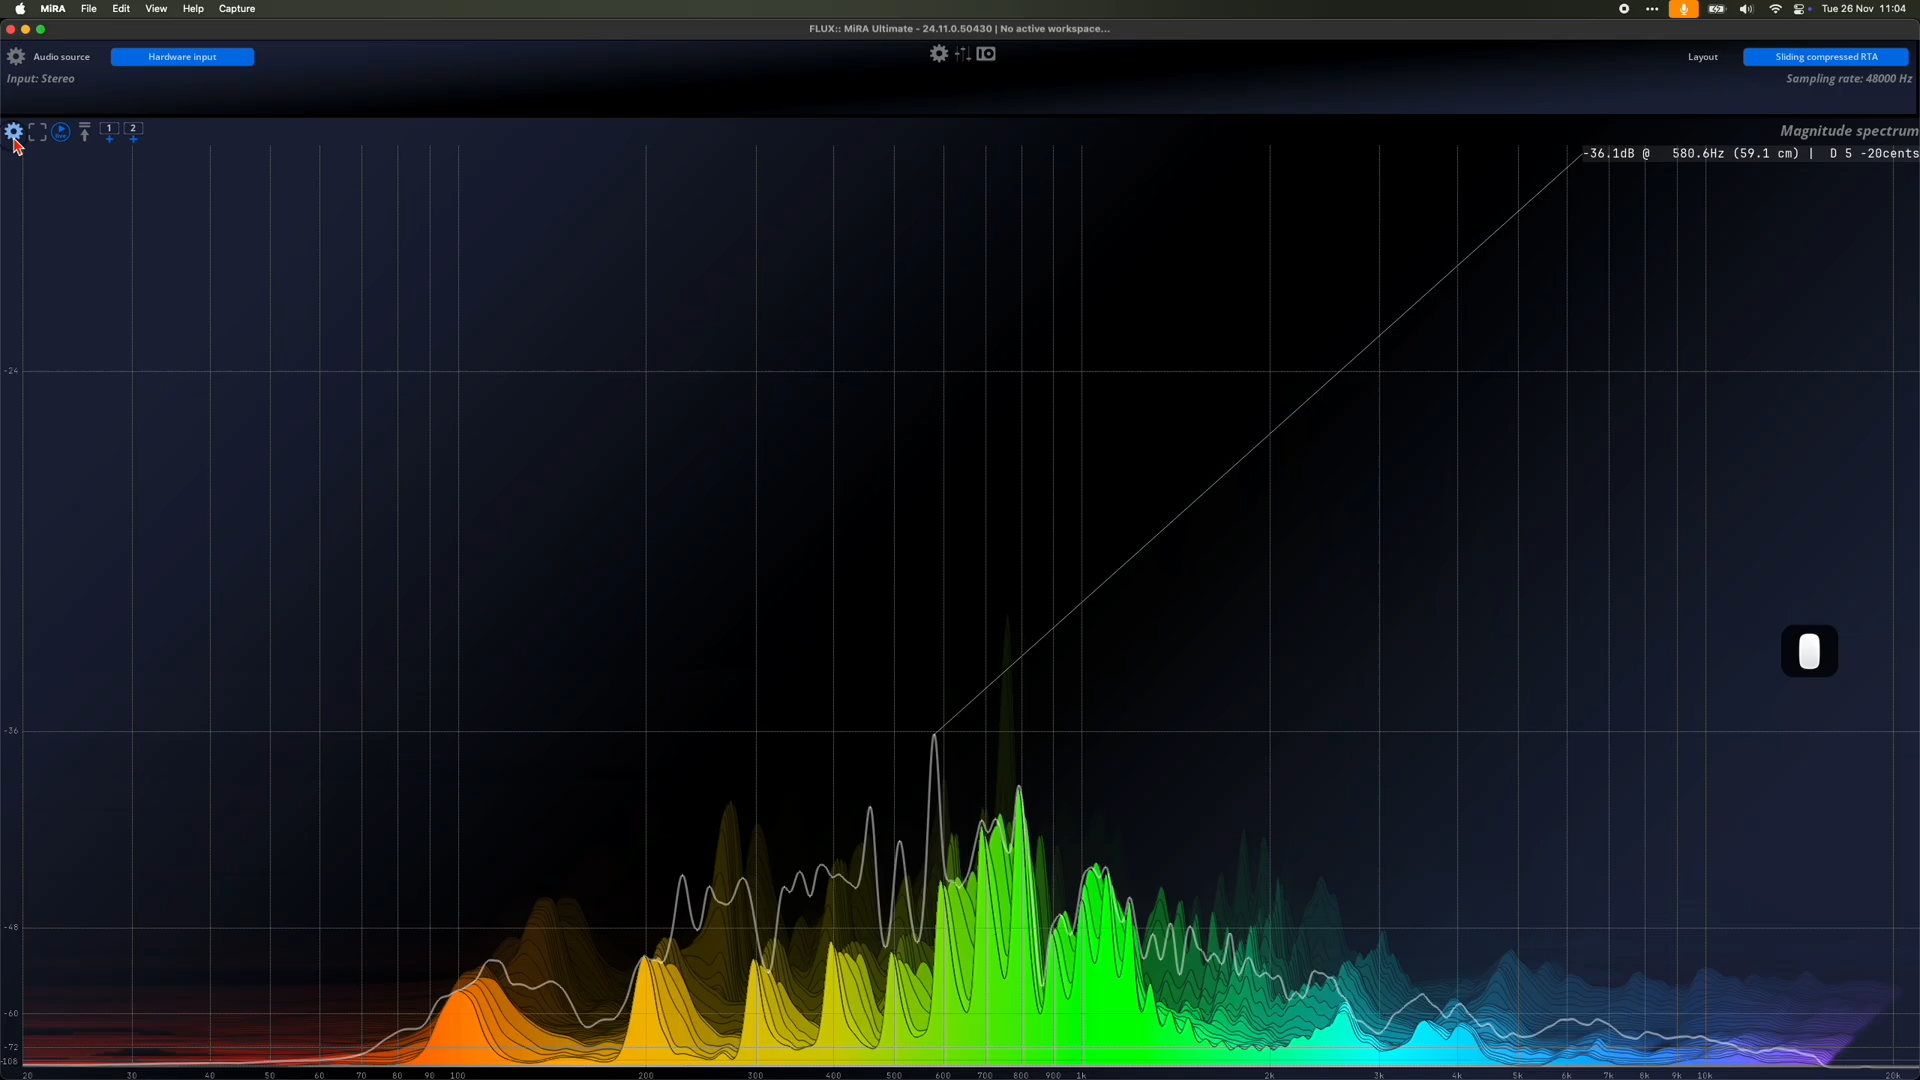 MiRA File Edit View Help Capture
Tue 26 Nov 11:04
FLUX:: MiRA Ultimate - 24.11.0.50430 | No active workspace...
Audio source Hardware input
Layout Sliding compressed RTA
Input: Stereo
Sampling rate: 48000 Hz
live 1 2
Magnitude spectrum
-36.1dB @ 580.6Hz (59.1 cm) | D 5 -20cents
-24
-36
-48
-60
-72
-108
20 30 40 50 60 70 80 90 100 200 300 400 500 600 700 800 900 1k 2k 3k 4k 5k 6k 7k 8k 9k 10k 20k